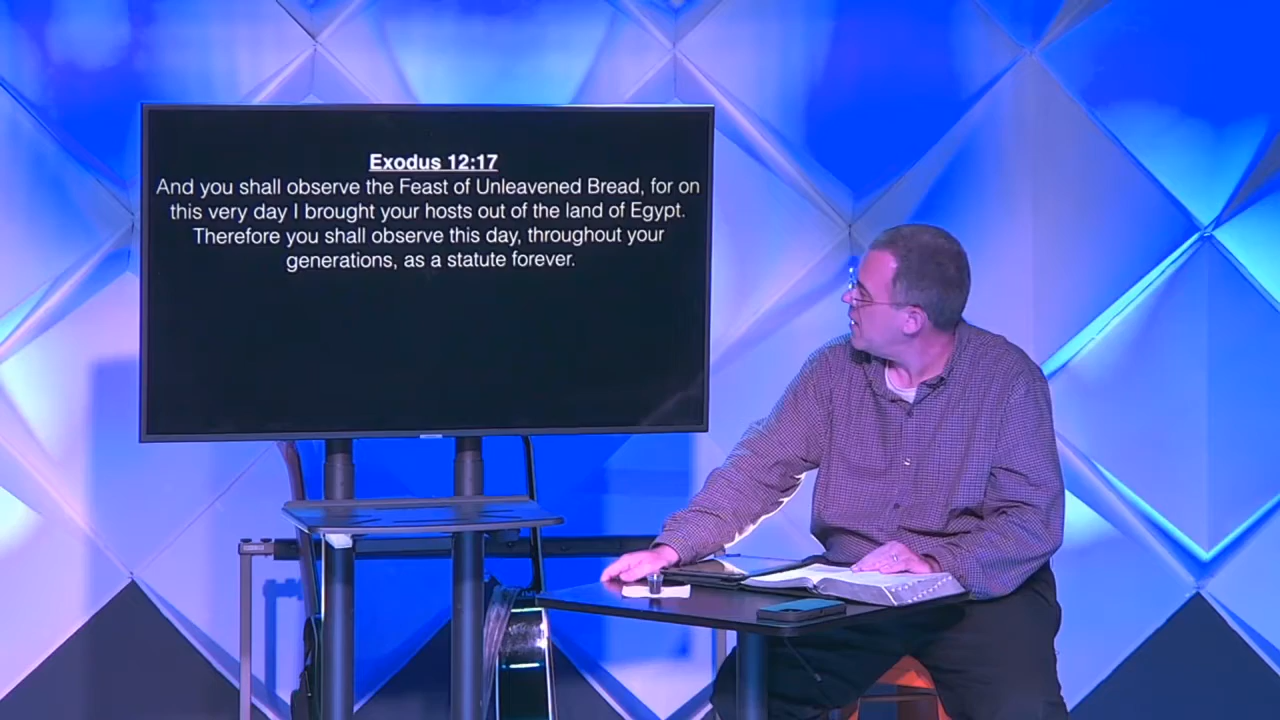 Exodus 12:17
And you shall observe the Feast of Unleavened Bread, for on
this very day I brought your hosts out of the land of Egypt.
Therefore you shall observe this day, throughout your
generations, as a statute forever.